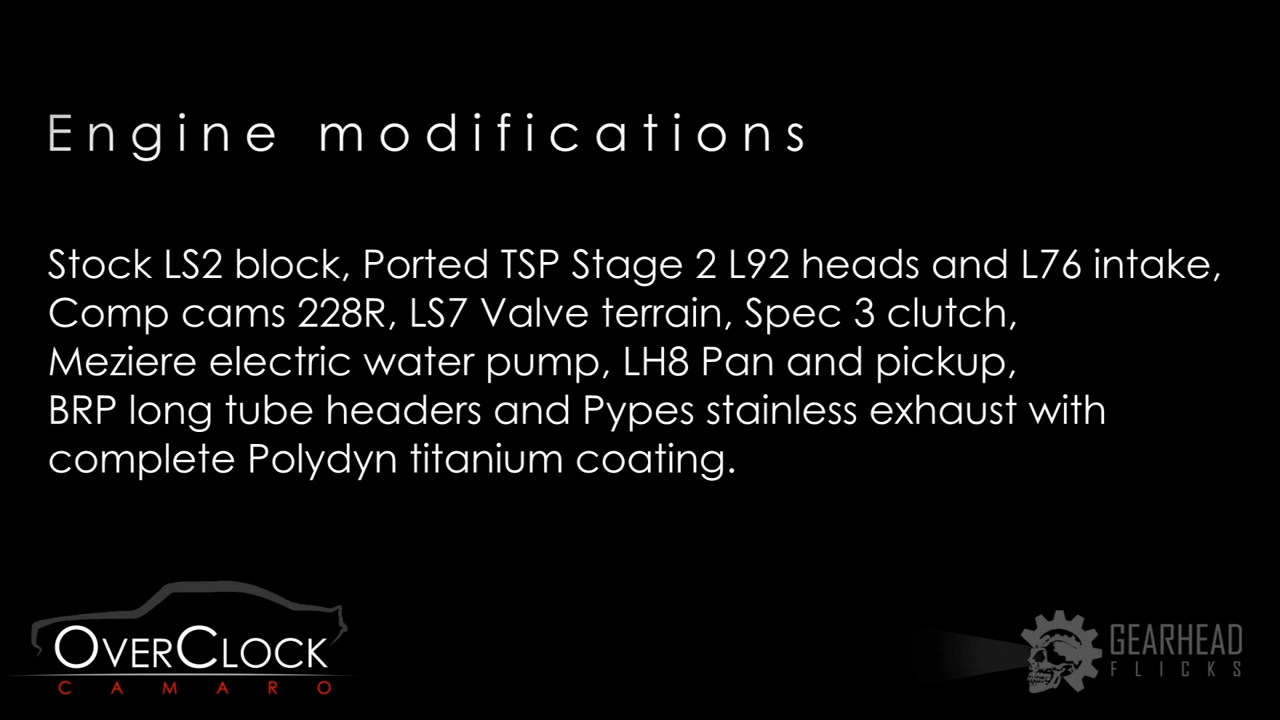 Engine modifications
Stock LS2 block, Ported TSP Stage 2 L92 heads and L76 intake,
Comp cams 228R, LS7 Valve terrain, Spec 3 clutch,
Meziere electric water pump, LH8 Pan and pickup,
BRP long tube headers and Pypes stainless exhaust with
complete Polydyn titanium coating.
OVERCLOCK
CAMARO
GEARHEAD
FLICKS